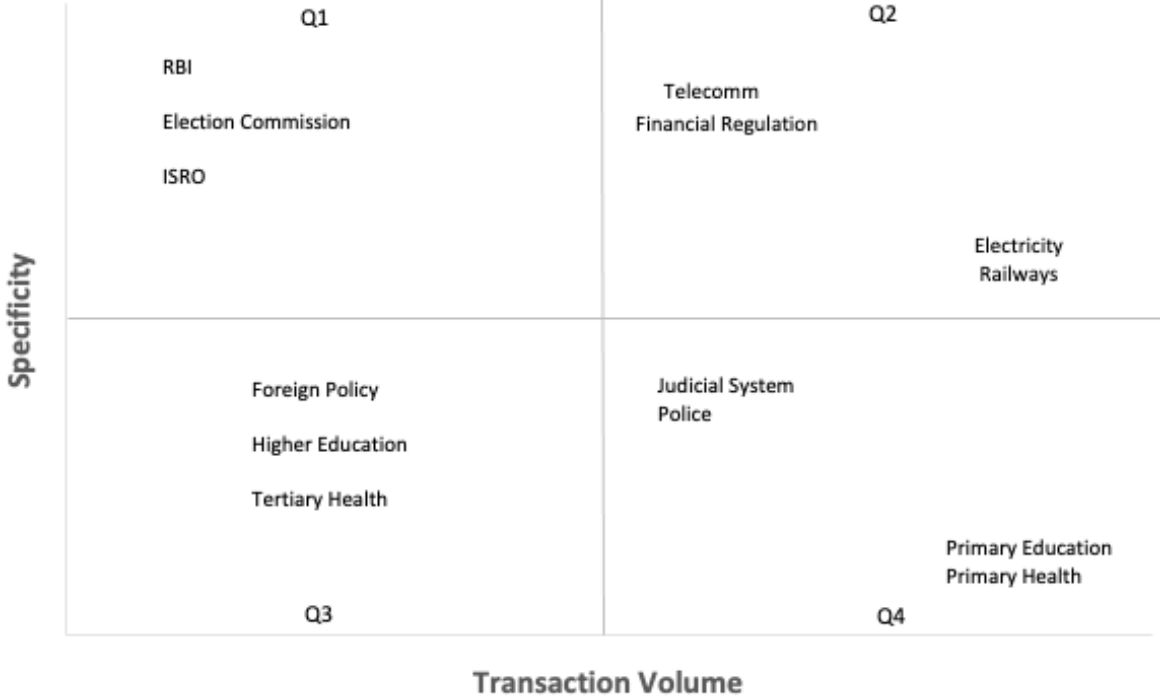 Q1
Q2
RBI
Telecomm
Election Commission
Financial Regulation
ISRO
Electricity
Railways
Specificity
Foreign Policy
Judicial System
Police
Higher Education
Tertiary Health
Primary Education
Primary Health
Q3
Q4
Transaction Volume